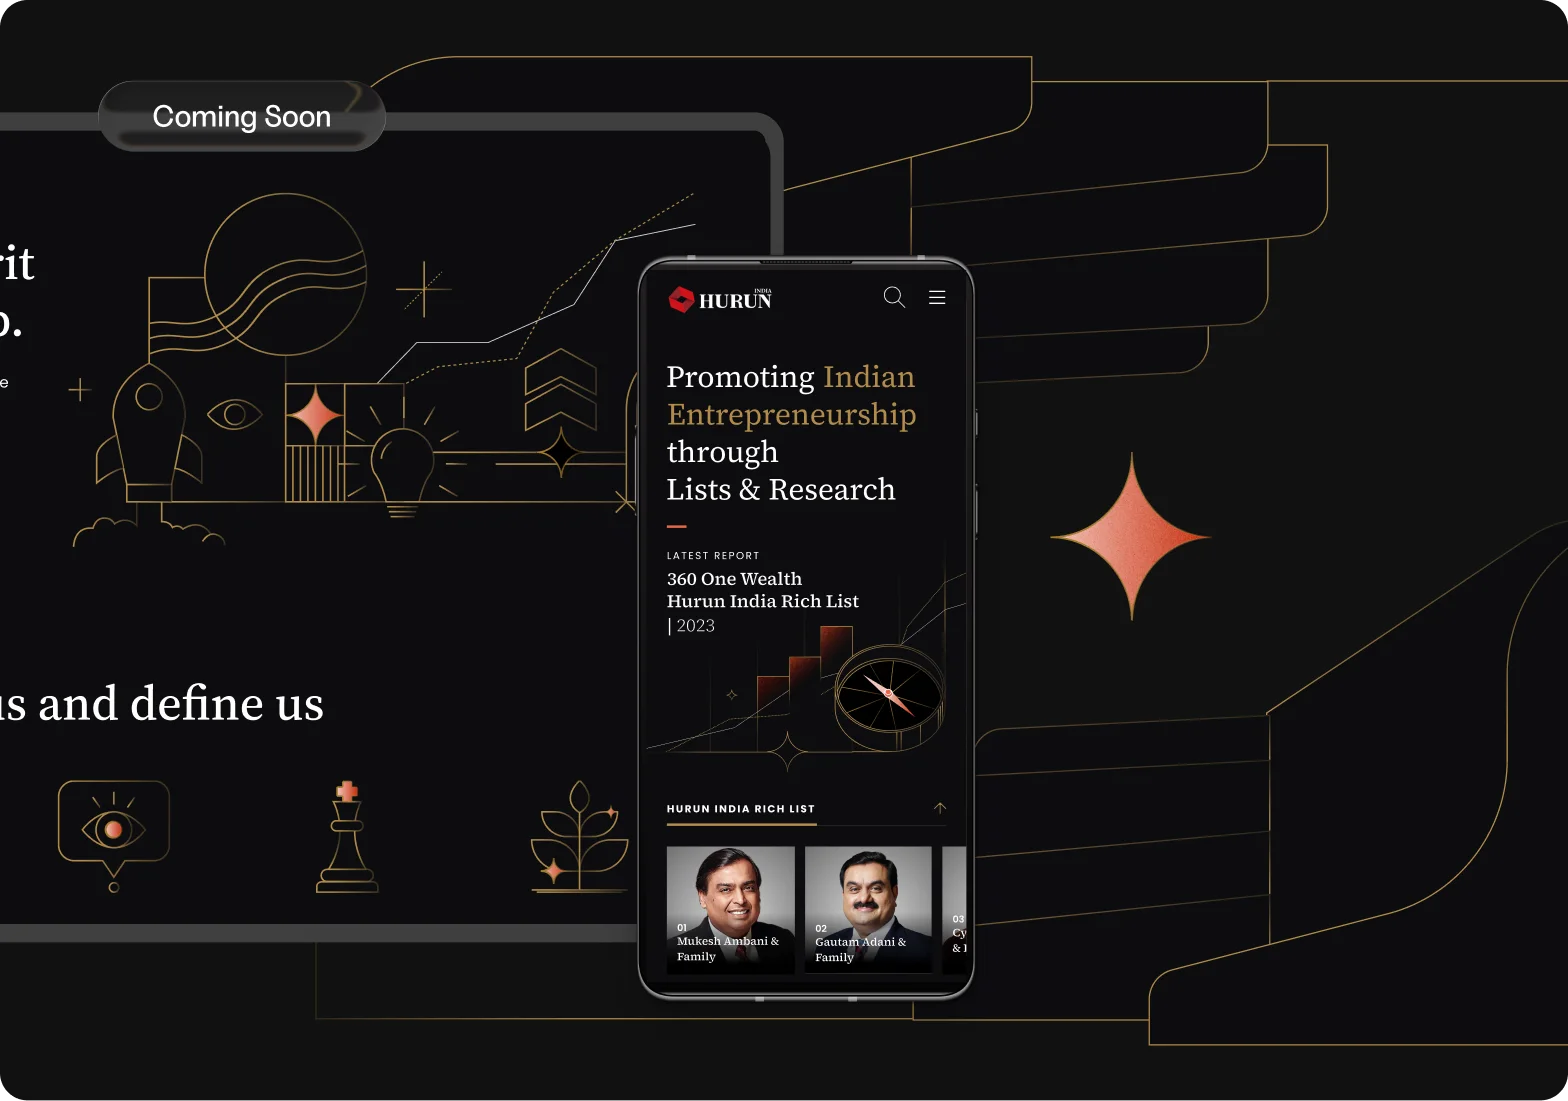 Coming Soon
rit
o.
e
us and define us
HURUN
INDIA
Promoting Indian
Entrepreneurship
through
Lists & Research
LATEST REPORT
360 One Wealth
Hurun India Rich List
| 2023
HURUN INDIA RICH LIST
01
Mukesh Ambani &
Family
02
Gautam Adani &
Family
03
Cy
&